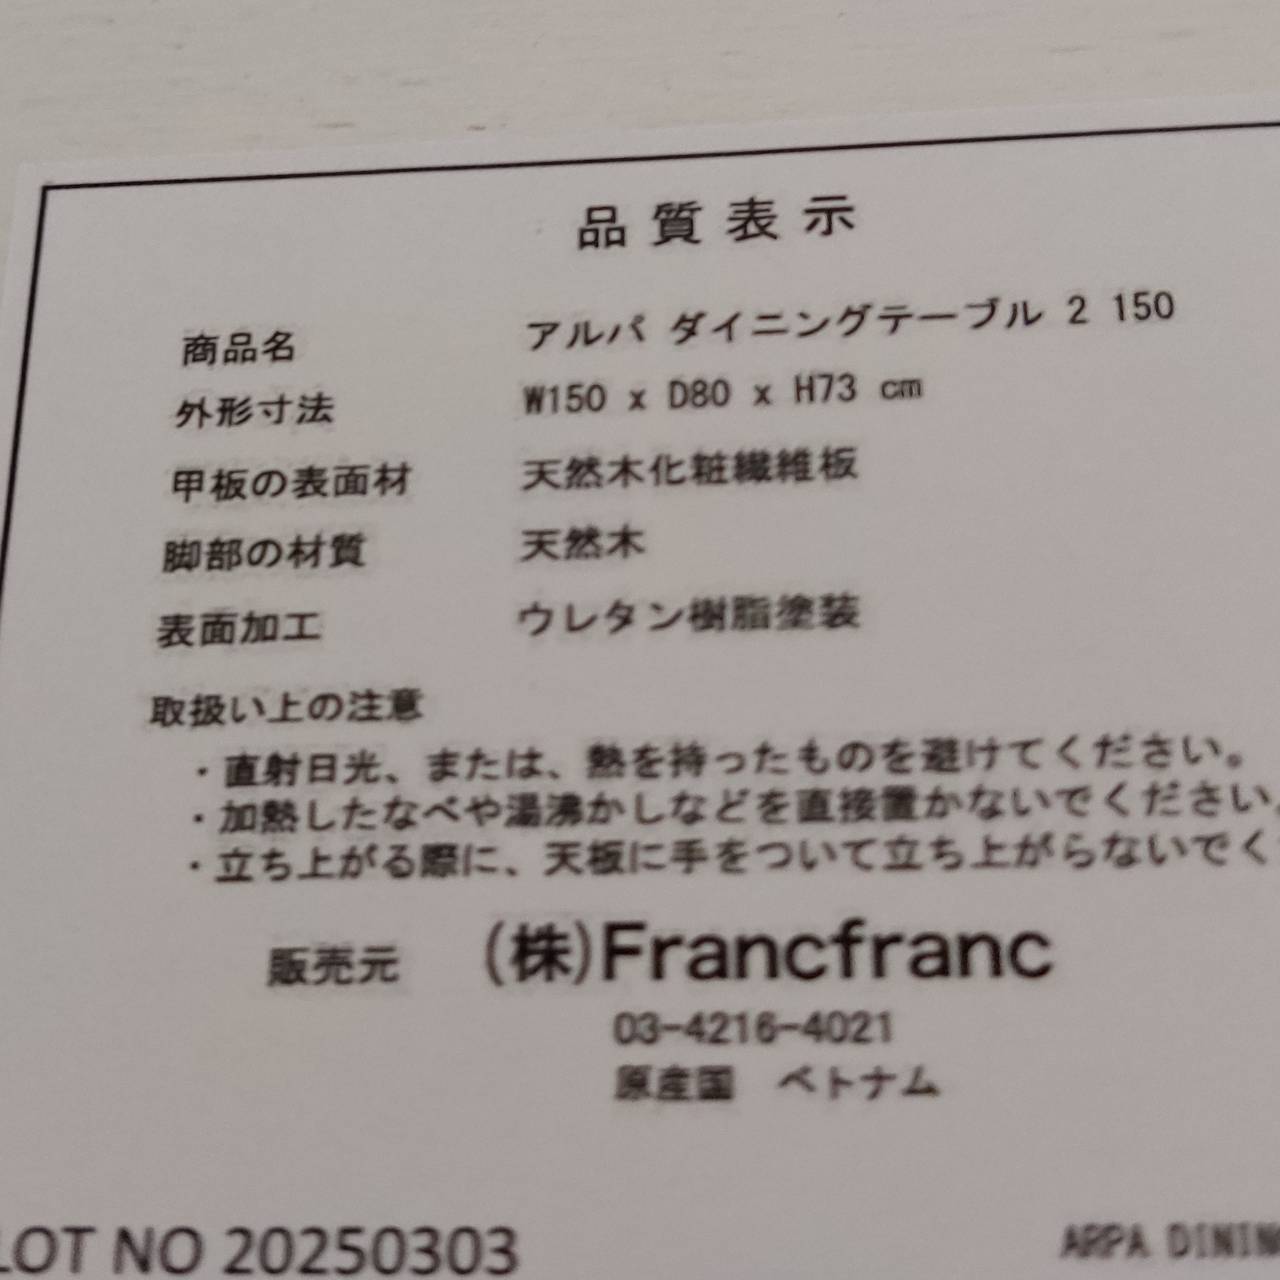 品質表示
商品名 アルパ ダイニングテーブル 2 150
外形寸法 W150 x D80 x H73 cm
甲板の表面材 天然木化粧繊維板
脚部の材質 天然木
表面加工 ウレタン樹脂塗装
取扱い上の注意
・直射日光、または、熱を持ったものを避けてください。
・加熱したなべや湯沸かしなどを直接置かないでください
・立ち上がる際に、天板に手をついて立ち上がらないでく
販売元 (株)Francfranc
03-4216-4021
原産国 ベトナム
LOT NO 20250303 ARPA DINING